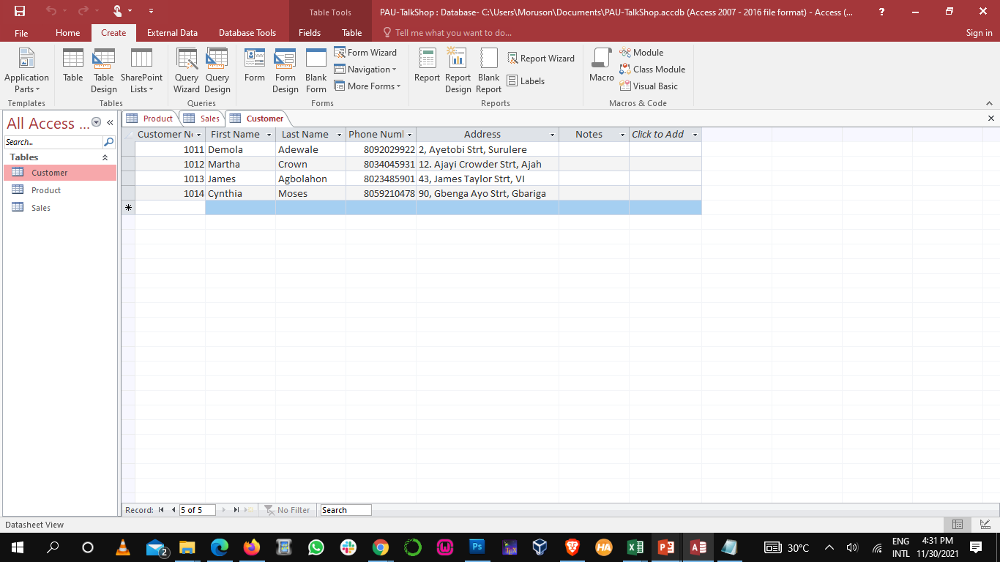 Table Tools
PAU-TalkShop : Database- C:\Users\Moruson\Documents\PAU-TalkShop.accdb (Access 2007 - 2016 file format) - Access (...
?
File Home Create External Data Database Tools Fields Table Tell me what you want to do... Sign in
Application Parts
Table
Table Design
SharePoint Lists
Query Wizard
Query Design
Form
Form Design
Blank Form
Form Wizard
Navigation
More Forms
Report
Report Design
Blank Report
Report Wizard
Labels
Macro
Module
Class Module
Visual Basic
Templates Tables Queries Forms Reports Macros & Code
All Access ...
Search...
Tables
Customer
Product
Sales
Product Sales Customer
Customer No First Name Last Name Phone Numl Address Notes Click to Add
1011 Demola Adewale 8092029922 2, Ayetobi Strt, Surulere
1012 Martha Crown 8034045931 12. Ajayi Crowder Strt, Ajah
1013 James Agbolahon 8023485901 43, James Taylor Strt, VI
1014 Cynthia Moses 8059210478 90, Gbenga Ayo Strt, Gbariga
Record: 5 of 5 No Filter Search
Datasheet View
2
Ps
HA
30°C
ENG
INTL
4:31 PM
11/30/2021